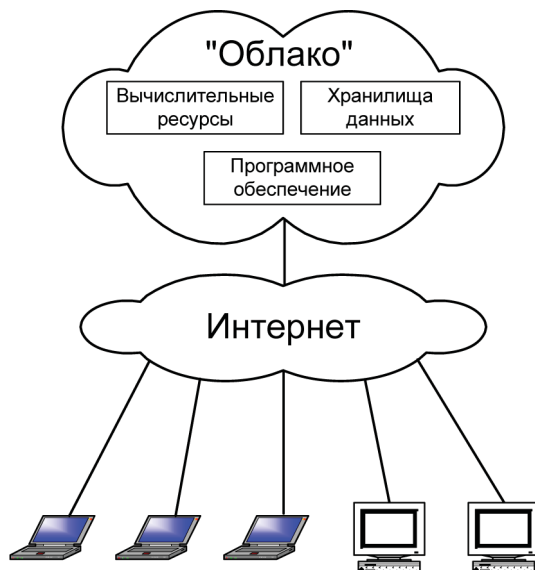 "Облако"
Вычислительные
ресурсы
Хранилища
данных
Программное
обеспечение
Интернет